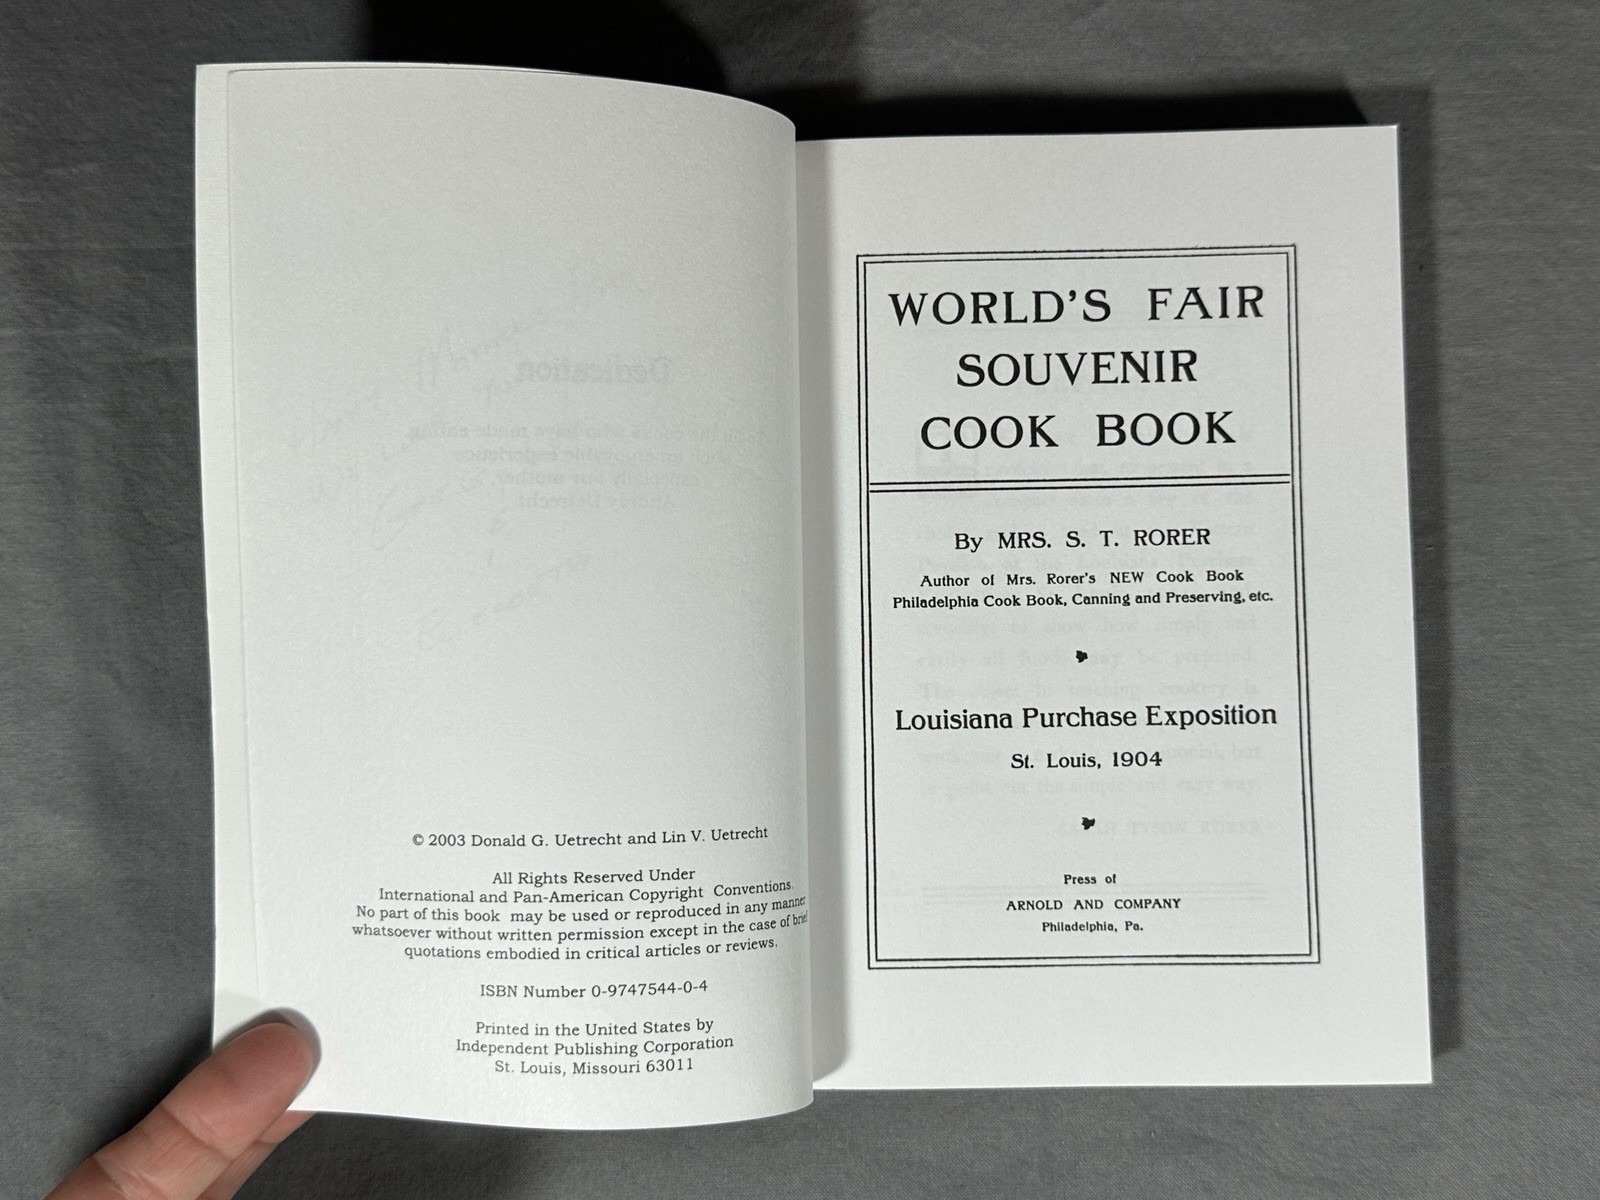 © 2003 Donald G. Uetrecht and Lin V. Uetrecht
All Rights Reserved Under
International and Pan-American Copyright Conventions.
No part of this book may be used or reproduced in any manner
whatsoever without written permission except in the case of brief
quotations embodied in critical articles or reviews.
ISBN Number 0-9747544-0-4
Printed in the United States by
Independent Publishing Corporation
St. Louis, Missouri 63011
WORLD'S FAIR
SOUVENIR
COOK BOOK
By MRS. S. T. RORER
Author of Mrs. Rorer's NEW Cook Book
Philadelphia Cook Book, Canning and Preserving, etc.
Louisiana Purchase Exposition
St. Louis, 1904
Press of
ARNOLD AND COMPANY
Philadelphia, Pa.